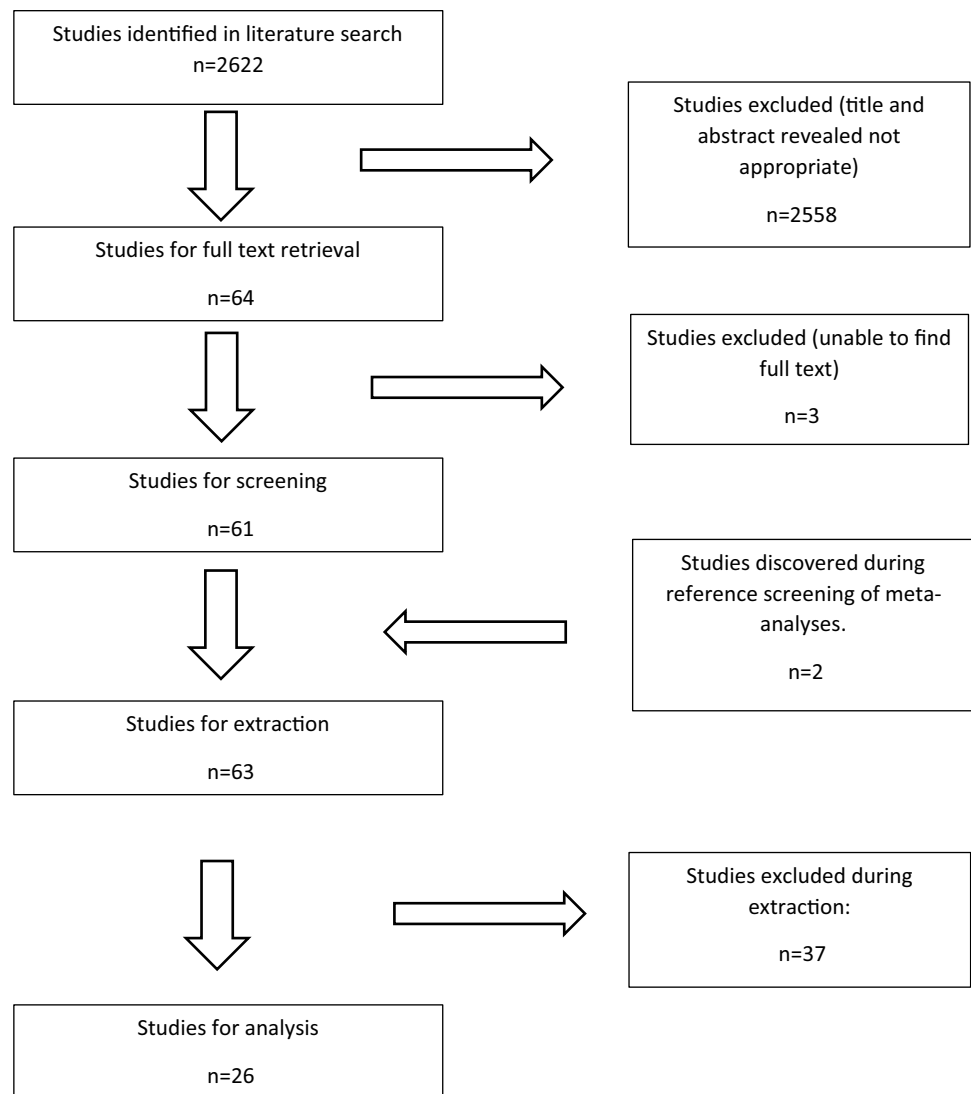 Studies identified in literature search
n=2622
Studies excluded (title and
abstract revealed not
appropriate)
n=2558
Studies for full text retrieval
n=64
Studies excluded (unable to find
full text)
n=3
Studies for screening
n=61
Studies discovered during
reference screening of meta-
analyses.
n=2
Studies for extraction
n=63
Studies excluded during
extraction:
n=37
Studies for analysis
n=26